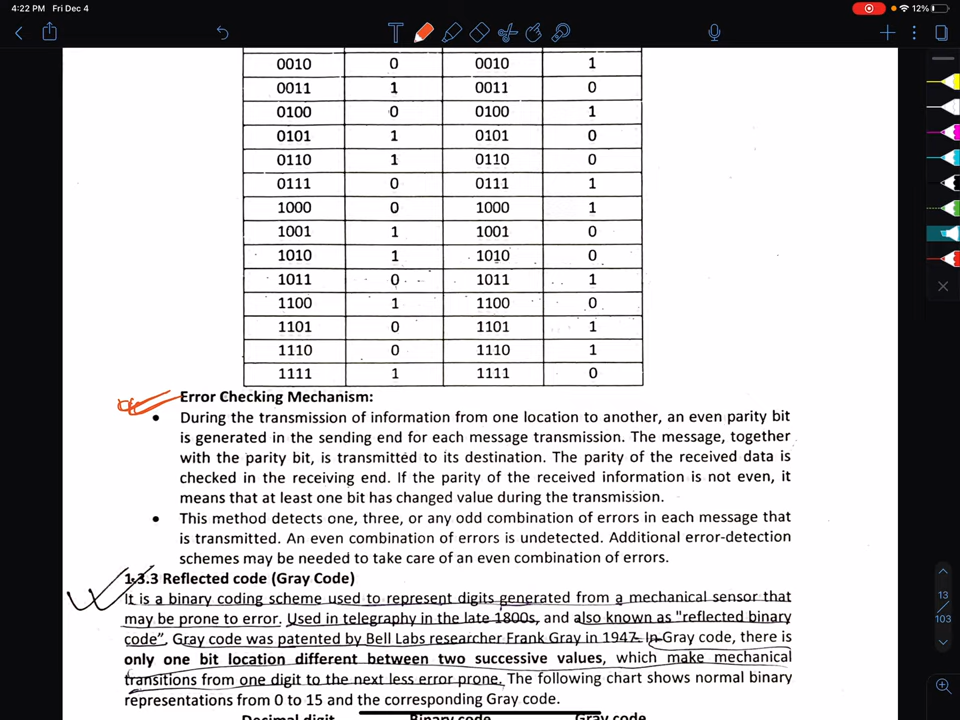 4:22 PM Fri Dec 4
12%
0010 0 0010 1
0011 1 0011 0
0100 0 0100 1
0101 1 0101 0
0110 1 0110 0
0111 0 0111 1
1000 0 1000 1
1001 1 1001 0
1010 1 1010 0
1011 0 1011 1
1100 1 1100 0
1101 0 1101 1
1110 0 1110 1
1111 1 1111 0
Error Checking Mechanism:
• During the transmission of information from one location to another, an even parity bit
is generated in the sending end for each message transmission. The message, together
with the parity bit, is transmitted to its destination. The parity of the received data is
checked in the receiving end. If the parity of the received information is not even, it
means that at least one bit has changed value during the transmission.
• This method detects one, three, or any odd combination of errors in each message that
is transmitted. An even combination of errors is undetected. Additional error-detection
schemes may be needed to take care of an even combination of errors.
1.3.3 Reflected code (Gray Code)
It is a binary coding scheme used to represent digits generated from a mechanical sensor that
may be prone to error. Used in telegraphy in the late 1800s, and also known as "reflected binary
code". Gray code was patented by Bell Labs researcher Frank Gray in 1947. In Gray code, there is
only one bit location different between two successive values, which make mechanical
transitions from one digit to the next less error prone. The following chart shows normal binary
representations from 0 to 15 and the corresponding Gray code.
Decimal digit Binary code Gray code
13
103